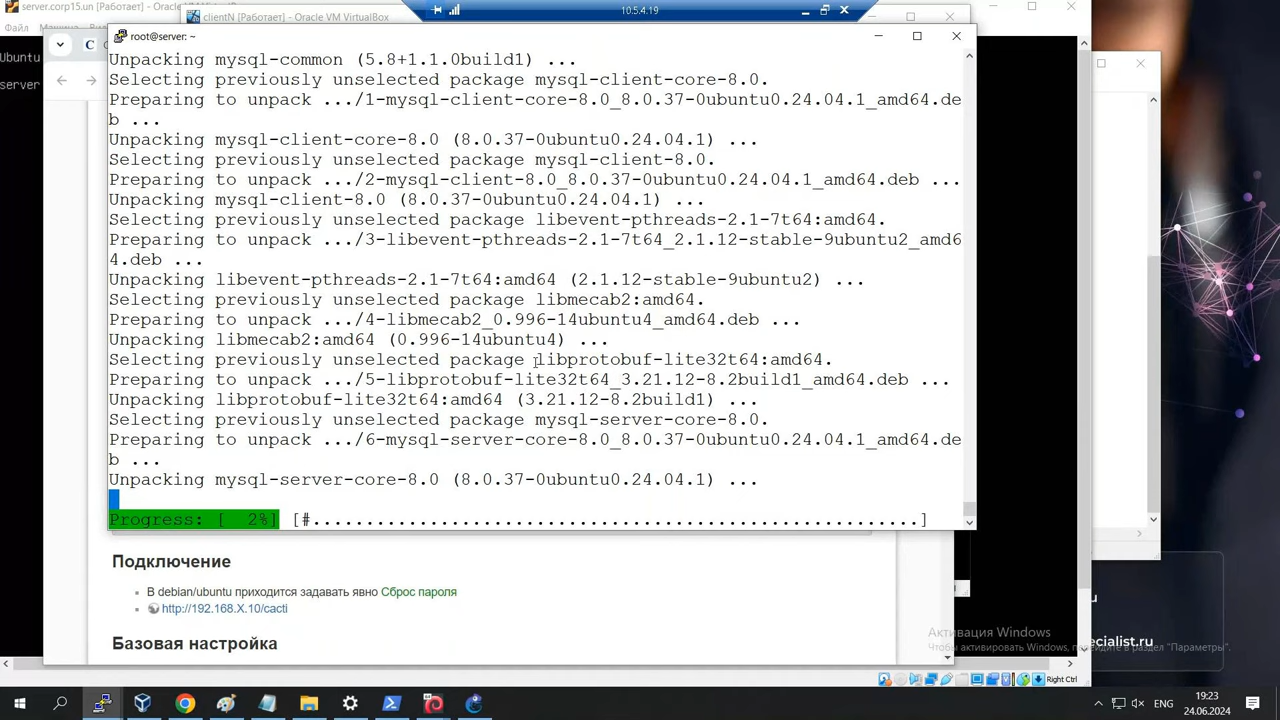 server.corp15.un [Работает] - Oracle VM VirtualBox
clientN [Работает] - Oracle VM VirtualBox
10.5.4.19
Файл
Машина
root@server: ~
Ubuntu
server
Unpacking mysql-common (5.8+1.1.0build1) ...
Selecting previously unselected package mysql-client-core-8.0.
Preparing to unpack .../1-mysql-client-core-8.0_8.0.37-0ubuntu0.24.04.1_amd64.de
b ...
Unpacking mysql-client-core-8.0 (8.0.37-0ubuntu0.24.04.1) ...
Selecting previously unselected package mysql-client-8.0.
Preparing to unpack .../2-mysql-client-8.0_8.0.37-0ubuntu0.24.04.1_amd64.deb ...
Unpacking mysql-client-8.0 (8.0.37-0ubuntu0.24.04.1) ...
Selecting previously unselected package libevent-pthreads-2.1-7t64:amd64.
Preparing to unpack .../3-libevent-pthreads-2.1-7t64_2.1.12-stable-9ubuntu2_amd6
4.deb ...
Unpacking libevent-pthreads-2.1-7t64:amd64 (2.1.12-stable-9ubuntu2) ...
Selecting previously unselected package libmecab2:amd64.
Preparing to unpack .../4-libmecab2_0.996-14ubuntu4_amd64.deb ...
Unpacking libmecab2:amd64 (0.996-14ubuntu4) ...
Selecting previously unselected package libprotobuf-lite32t64:amd64.
Preparing to unpack .../5-libprotobuf-lite32t64_3.21.12-8.2build1_amd64.deb ...
Unpacking libprotobuf-lite32t64:amd64 (3.21.12-8.2build1) ...
Selecting previously unselected package mysql-server-core-8.0.
Preparing to unpack .../6-mysql-server-core-8.0_8.0.37-0ubuntu0.24.04.1_amd64.de
b ...
Unpacking mysql-server-core-8.0 (8.0.37-0ubuntu0.24.04.1) ...
Progress: [  2%] [#.........................................................]
Подключение
В debian/ubuntu приходится задавать явно Сброс пароля
http://192.168.X.10/cacti
Базовая настройка
Активация Windows
Чтобы активировать Windows, перейдите в раздел "Параметры".
ecialist.ru
Right Ctrl
ENG
19:23
24.06.2024